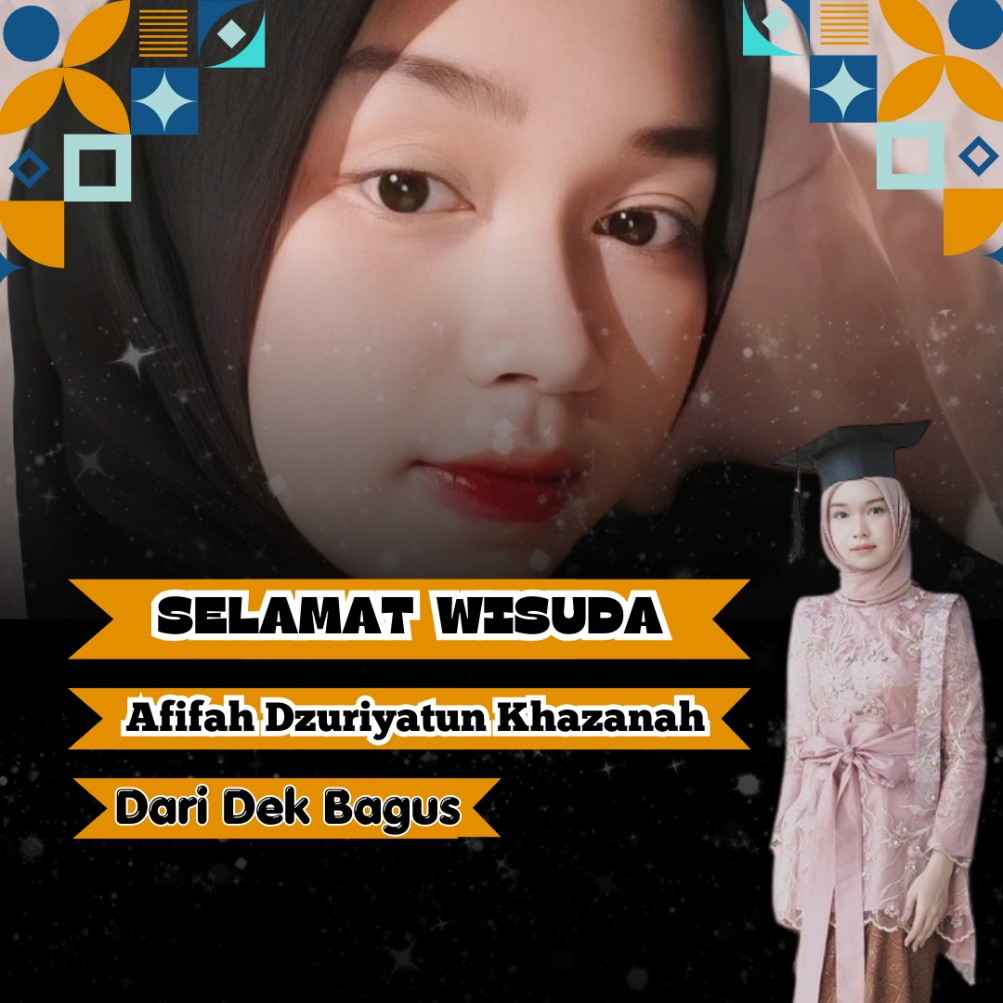 SELAMAT WISUDA
Afifah Dzuriyatun Khazanah
Dari Dek Bagus